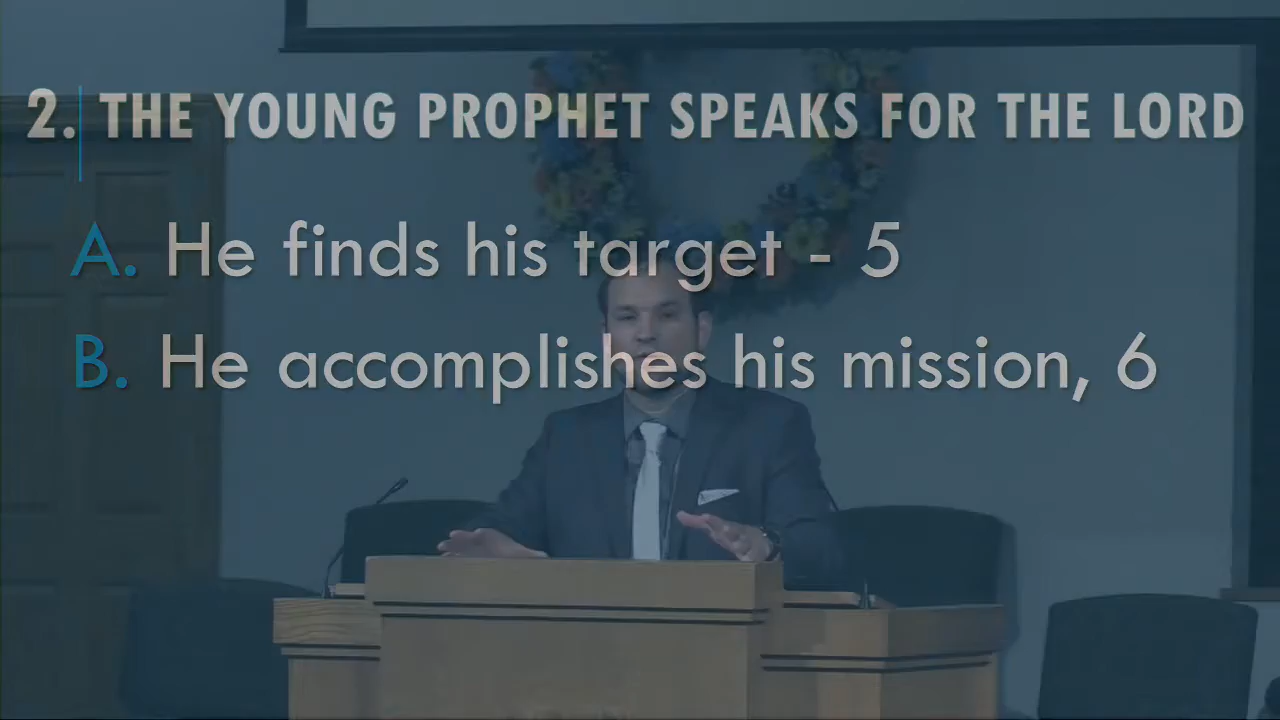 2. THE YOUNG PROPHET SPEAKS FOR THE LORD
A. He finds his target - 5
B. He accomplishes his mission, 6